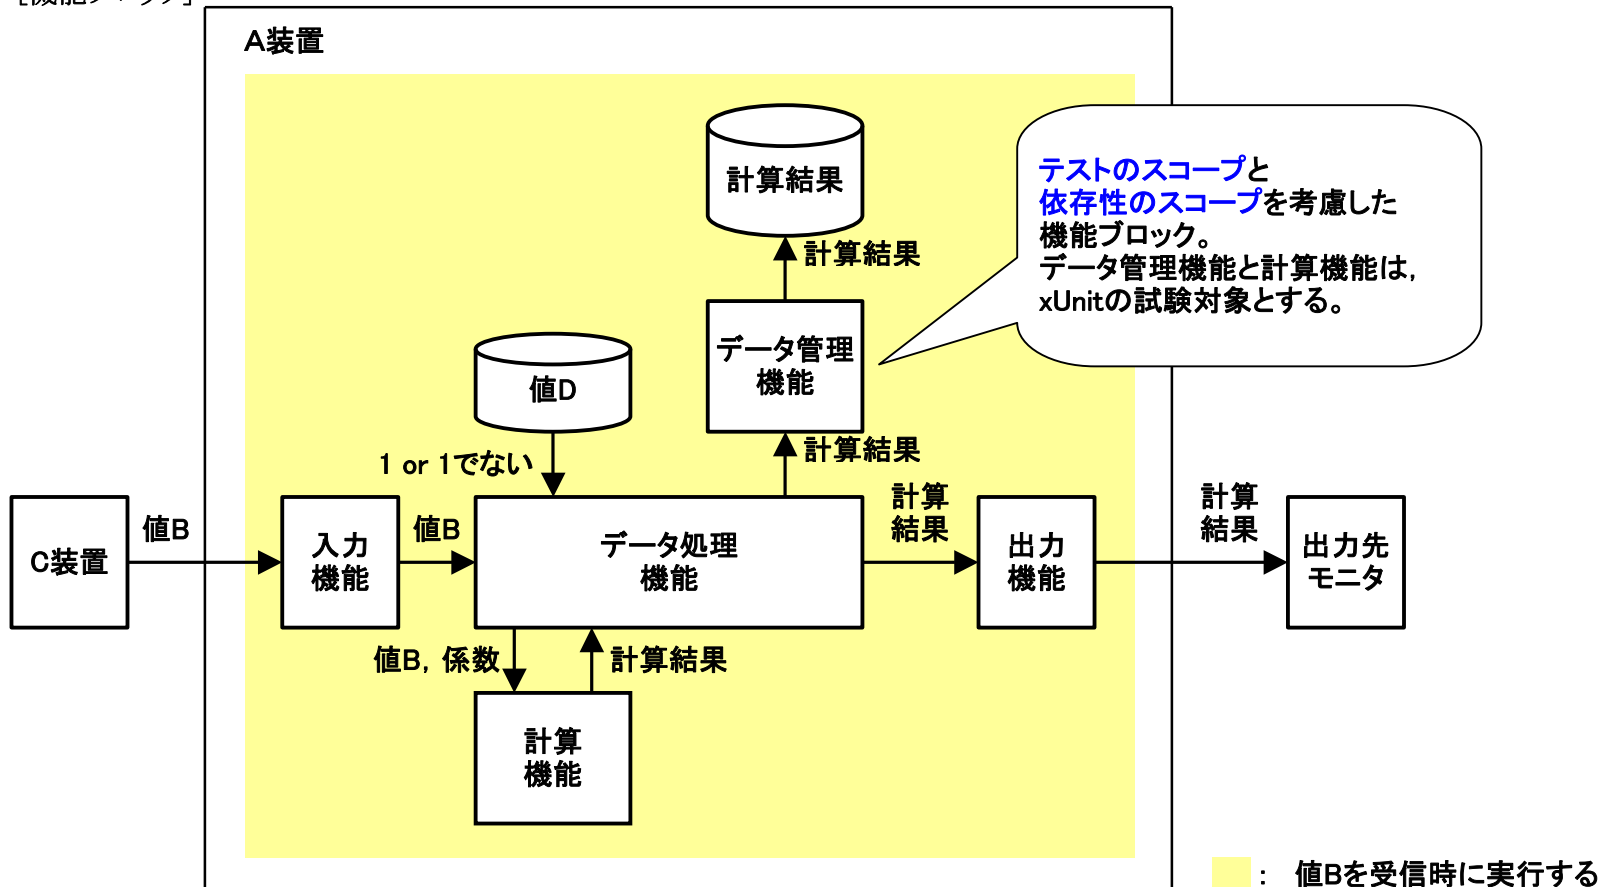 A装置
計算結果
テストのスコープと
依存性のスコープを考慮した
機能ブロック。
データ管理機能と計算機能は，
xUnitの試験対象とする。
計算結果
データ管理
機能
値D
計算結果
1 or 1でない
C装置
値B
入力
機能
値B
データ処理
機能
計算
結果
出力
機能
計算
結果
出力先
モニタ
値B，係数
計算結果
計算
機能
： 値Bを受信時に実行する